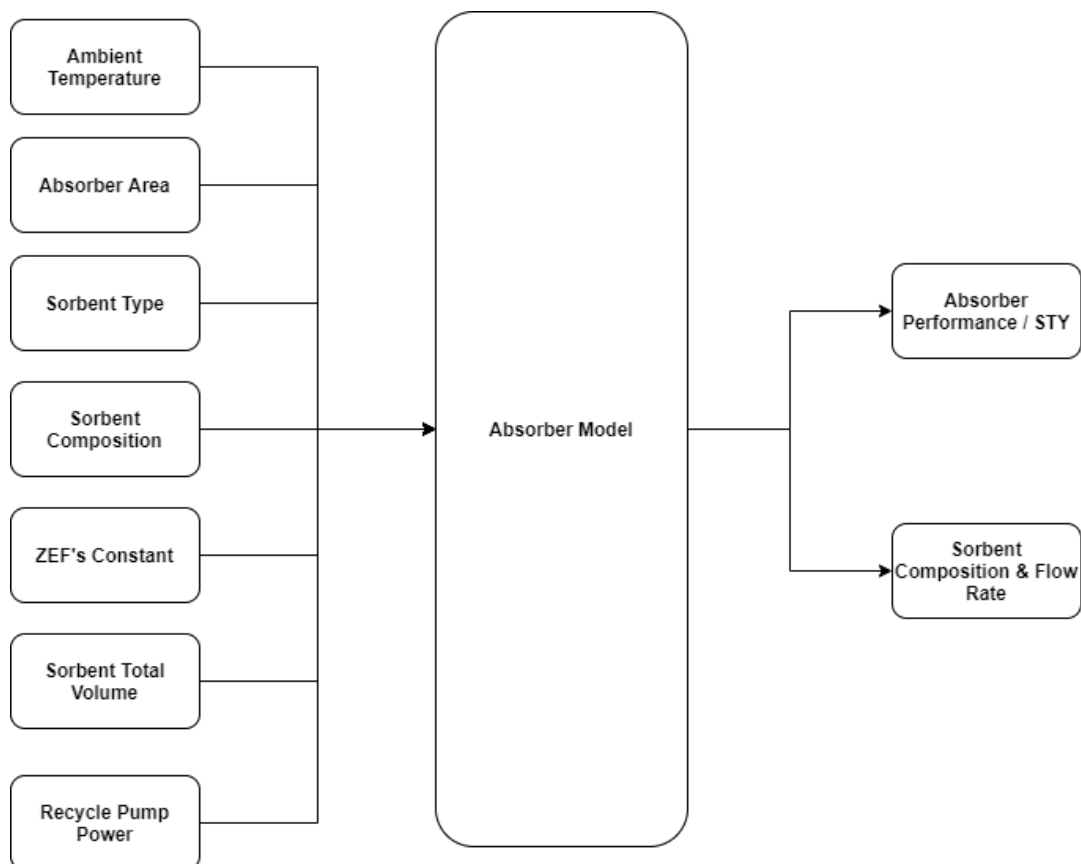 Ambient
Temperature
Absorber Area
Sorbent Type
Sorbent
Composition
ZEF's Constant
Sorbent Total
Volume
Recycle Pump
Power
Absorber Model
Absorber
Performance / STY
Sorbent
Composition & Flow
Rate